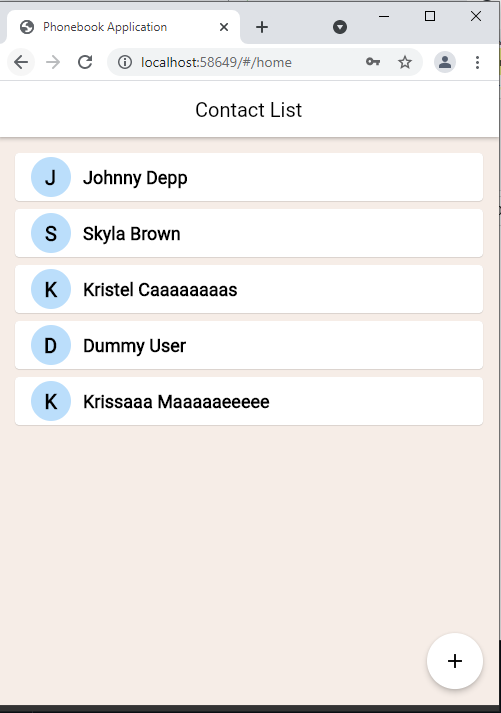 Phonebook Application
localhost:58649/#/home
Contact List
J Johnny Depp
S Skyla Brown
K Kristel Caaaaaaaas
D Dummy User
K Krissaaa Maaaaaeeeee